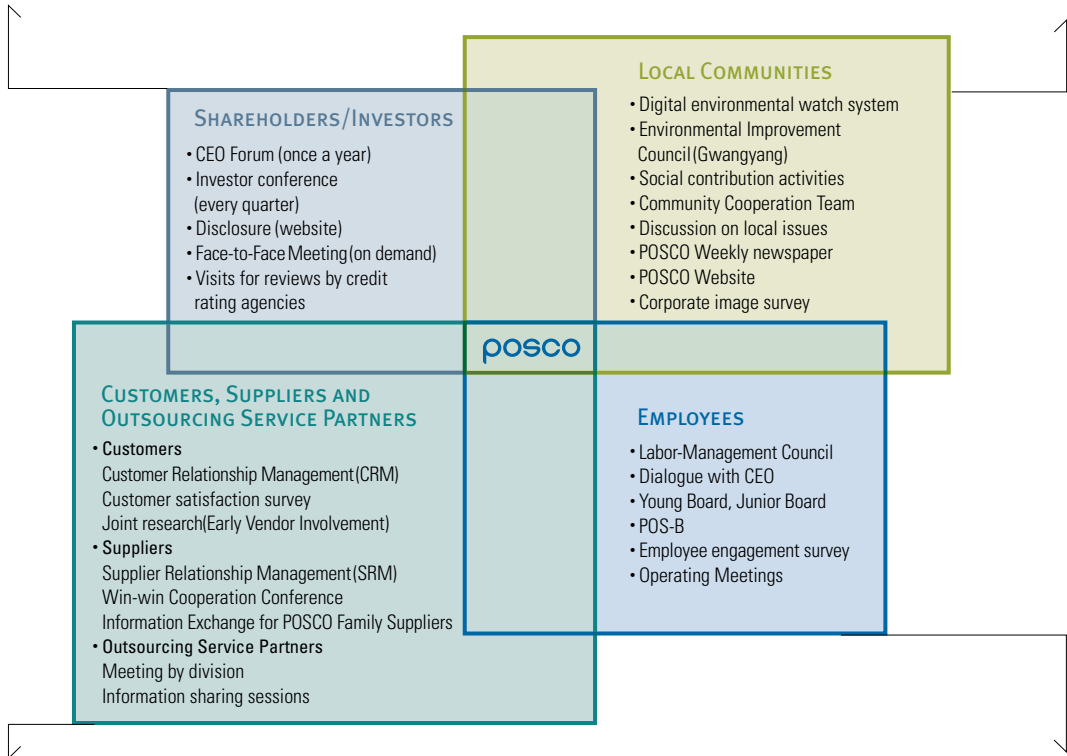 LOCAL COMMUNITIES
• Digital environmental watch system
• Environmental Improvement
Council(Gwangyang)
• Social contribution activities
• Community Cooperation Team
• Discussion on local issues
• POSCO Weekly newspaper
• POSCO Website
• Corporate image survey
SHAREHOLDERS/INVESTORS
• CEO Forum (once a year)
• Investor conference
(every quarter)
• Disclosure (website)
• Face-to-Face Meeting (on demand)
• Visits for reviews by credit
rating agencies
posco
CUSTOMERS, SUPPLIERS AND
OUTSOURCING SERVICE PARTNERS
• Customers
Customer Relationship Management(CRM)
Customer satisfaction survey
Joint research(Early Vendor Involvement)
• Suppliers
Supplier Relationship Management(SRM)
Win-win Cooperation Conference
Information Exchange for POSCO Family Suppliers
• Outsourcing Service Partners
Meeting by division
Information sharing sessions
EMPLOYEES
• Labor-Management Council
• Dialogue with CEO
• Young Board, Junior Board
• POS-B
• Employee engagement survey
• Operating Meetings